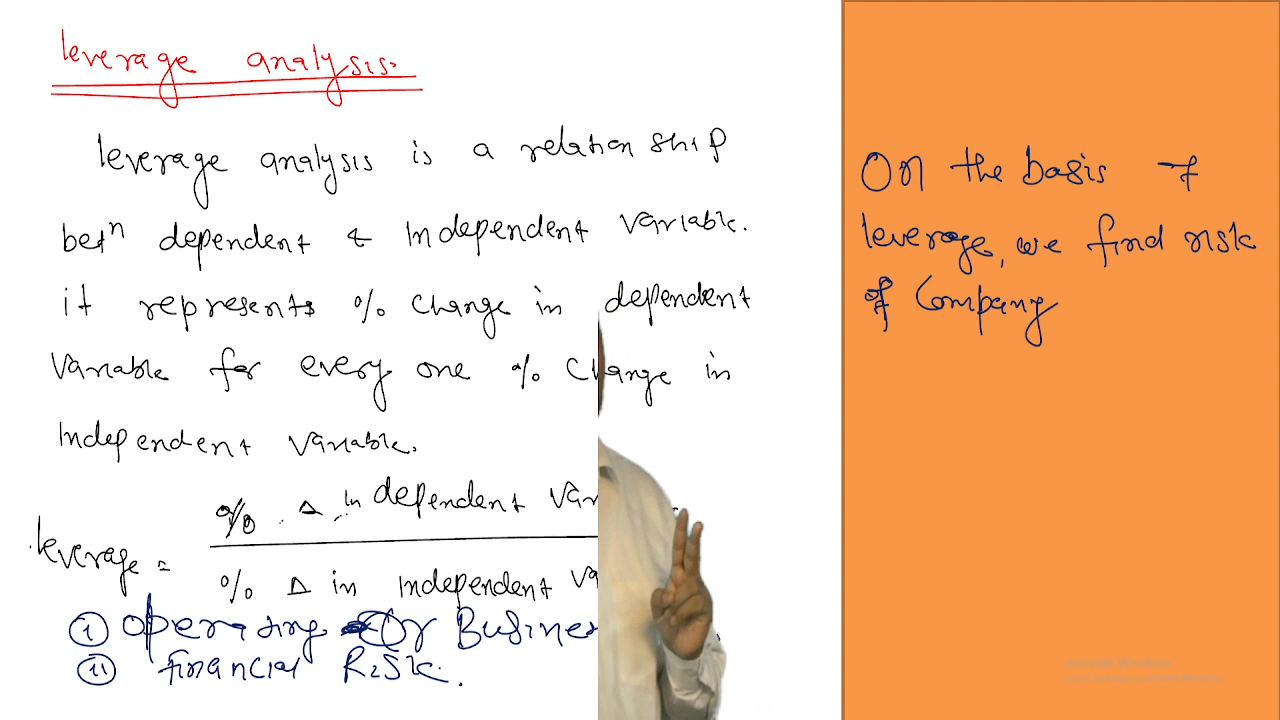 leverage analysis.
leverage analysis is a relationship
betn dependent & Independent variable.
it represents % change in dependent
variable for every one % change in
Independent variable.
% Δ in dependent
leverage =
% Δ in independent
(i) Operating or
(ii) financial Risk.
On the basis of
leverage, we find risk
of Company